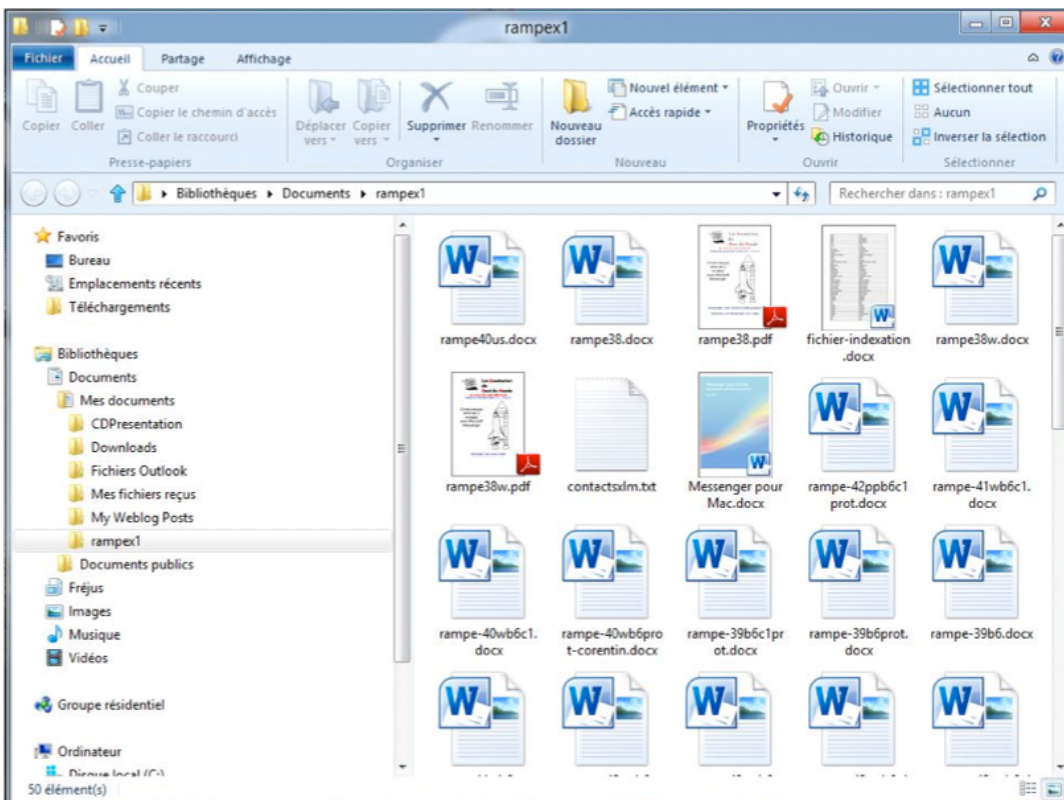 rampex1
Fichier Accueil Partage Affichage
Copier
Coller
Couper
Copier le chemin d'accès
Coller le raccourci
Presse-papiers
Déplacer vers
Copier vers
Supprimer
Renommer
Organiser
Nouveau dossier
Nouvel élément
Accès rapide
Nouveau
Propriétés
Ouvrir
Modifier
Historique
Ouvrir
Sélectionner tout
Aucun
Inverser la sélection
Sélectionner
Bibliothèques Documents rampex1
Rechercher dans : rampex1
Favoris
Bureau
Emplacements récents
Téléchargements
Bibliothèques
Documents
Mes documents
CDPresentation
Downloads
Fichiers Outlook
Mes fichiers reçus
My Weblog Posts
rampex1
Documents publics
Fréjus
Images
Musique
Vidéos
Groupe résidentiel
Ordinateur
Disque local (C:)
rampe40us.docx
rampe38.docx
rampe38.pdf
fichier-indexation
.docx
rampe38w.docx
rampe38w.pdf
contactsxlm.txt
Messenger pour
Mac.docx
rampe-42ppb6c1
prot.docx
rampe-41wb6c1.
docx
rampe-40wb6c1.
docx
rampe-40wb6pro
t-corentin.docx
rampe-39b6c1pr
ot.docx
rampe-39b6prot.
docx
rampe-39b6.docx
50 élément(s)